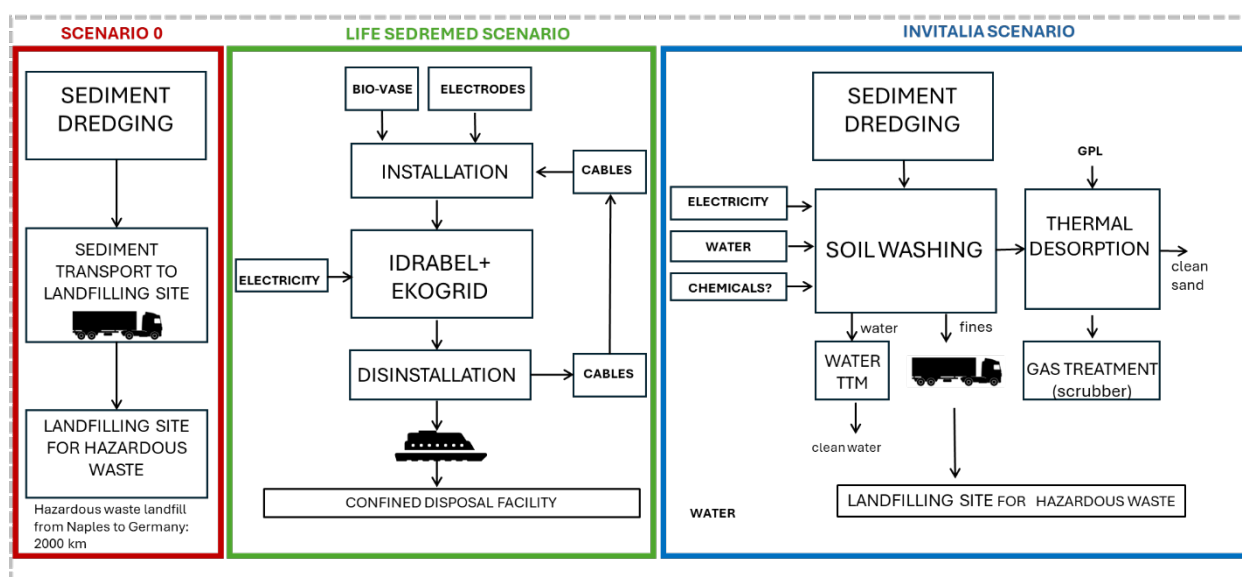 SCENARIO 0
SEDIMENT
DREDGING
SEDIMENT
TRANSPORT TO
LANDFILLING SITE
LANDFILLING SITE
FOR HAZARDOUS
WASTE
Hazardous waste landfill
from Naples to Germany:
2000 km
LIFE SEDREMED SCENARIO
BIO-VASE
ELECTRODES
INSTALLATION
CABLES
ELECTRICITY
IDRABEL+
EKOGRID
DISINSTALLATION
CABLES
CONFINED DISPOSAL FACILITY
INVITALIA SCENARIO
SEDIMENT
DREDGING
GPL
ELECTRICITY
WATER
CHEMICALS?
SOIL WASHING
THERMAL
DESORPTION
clean
sand
water
fines
WATER
TTM
GAS TREATMENT
(scrubber)
clean water
LANDFILLING SITE FOR HAZARDOUS WASTE
WATER